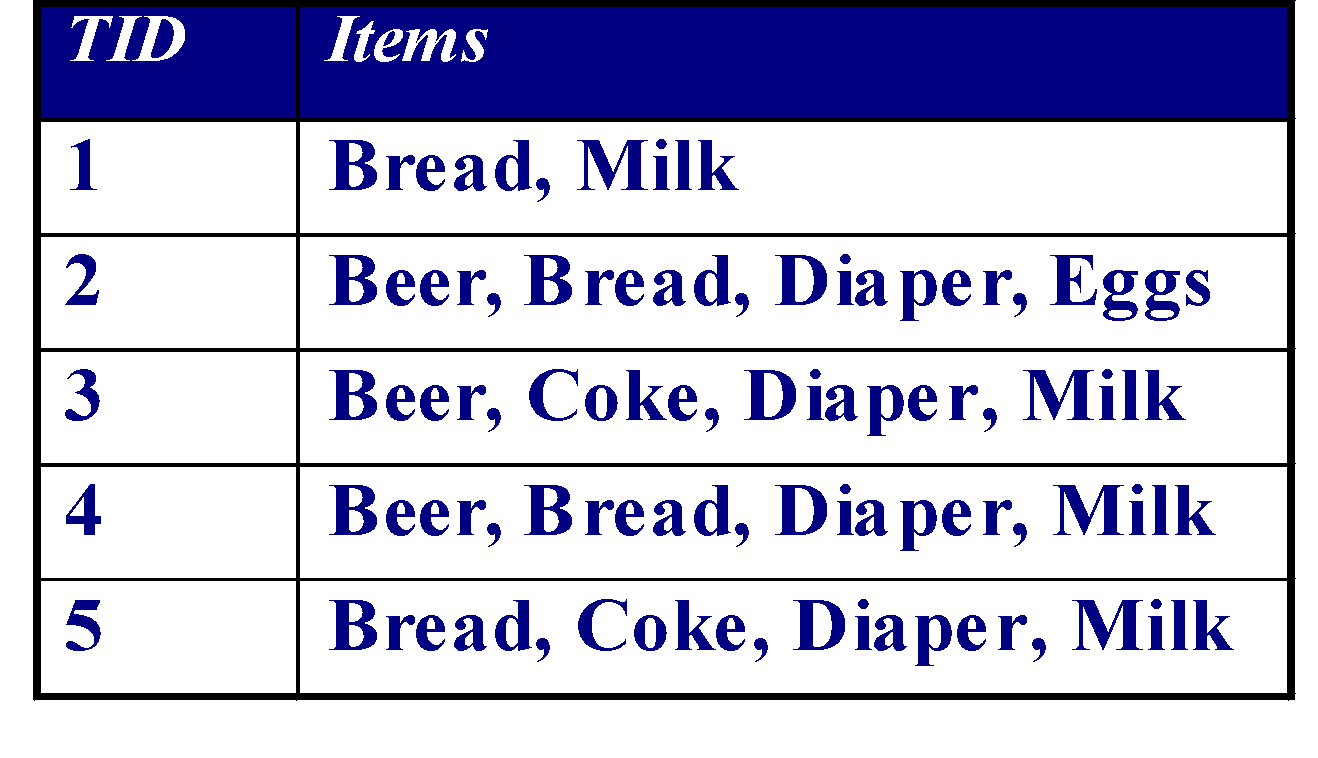 TID Items
1 Bread, Milk
2 Beer, Bread, Diaper, Eggs
3 Beer, Coke, Diaper, Milk
4 Beer, Bread, Diaper, Milk
5 Bread, Coke, Diaper, Milk